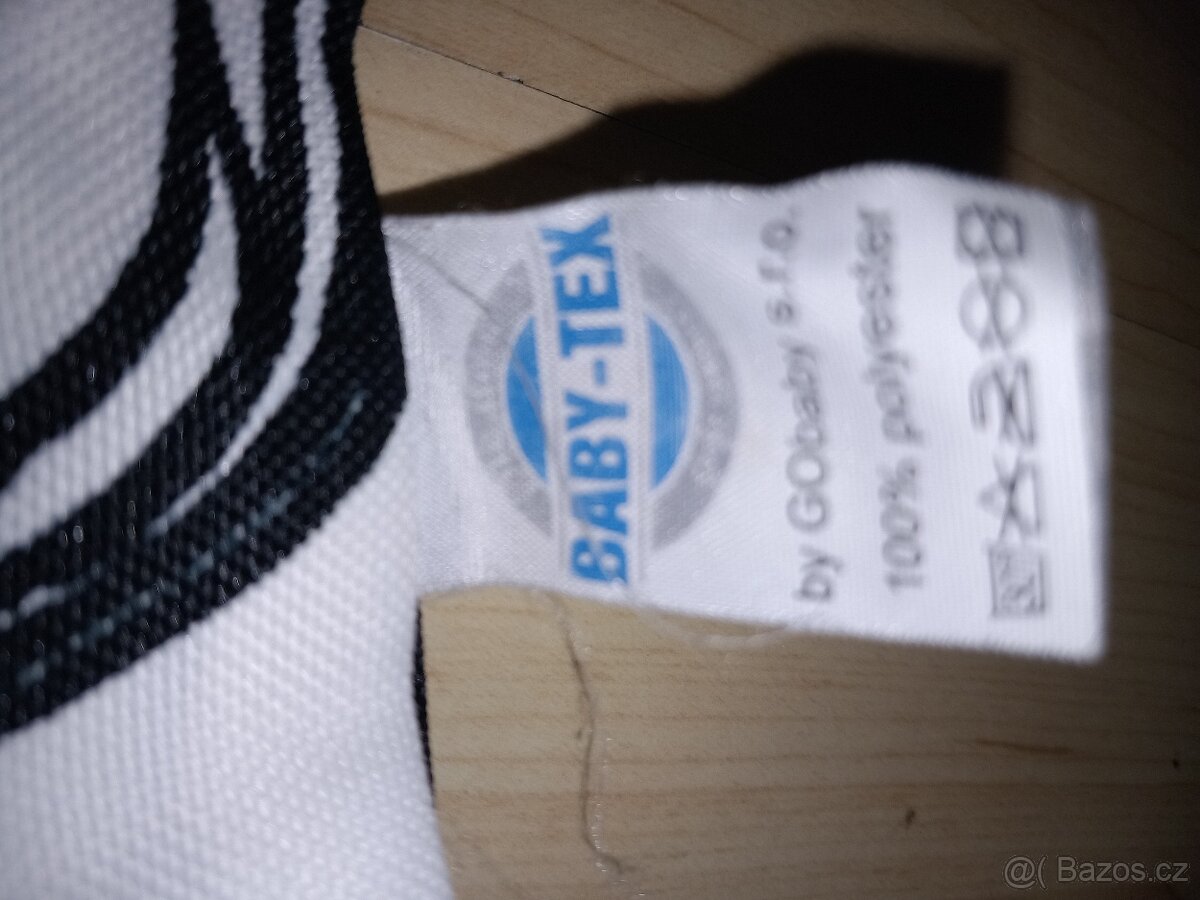 BABY-TEX
by GObaby s.r.o.
100% polyester
@( Bazos.cz